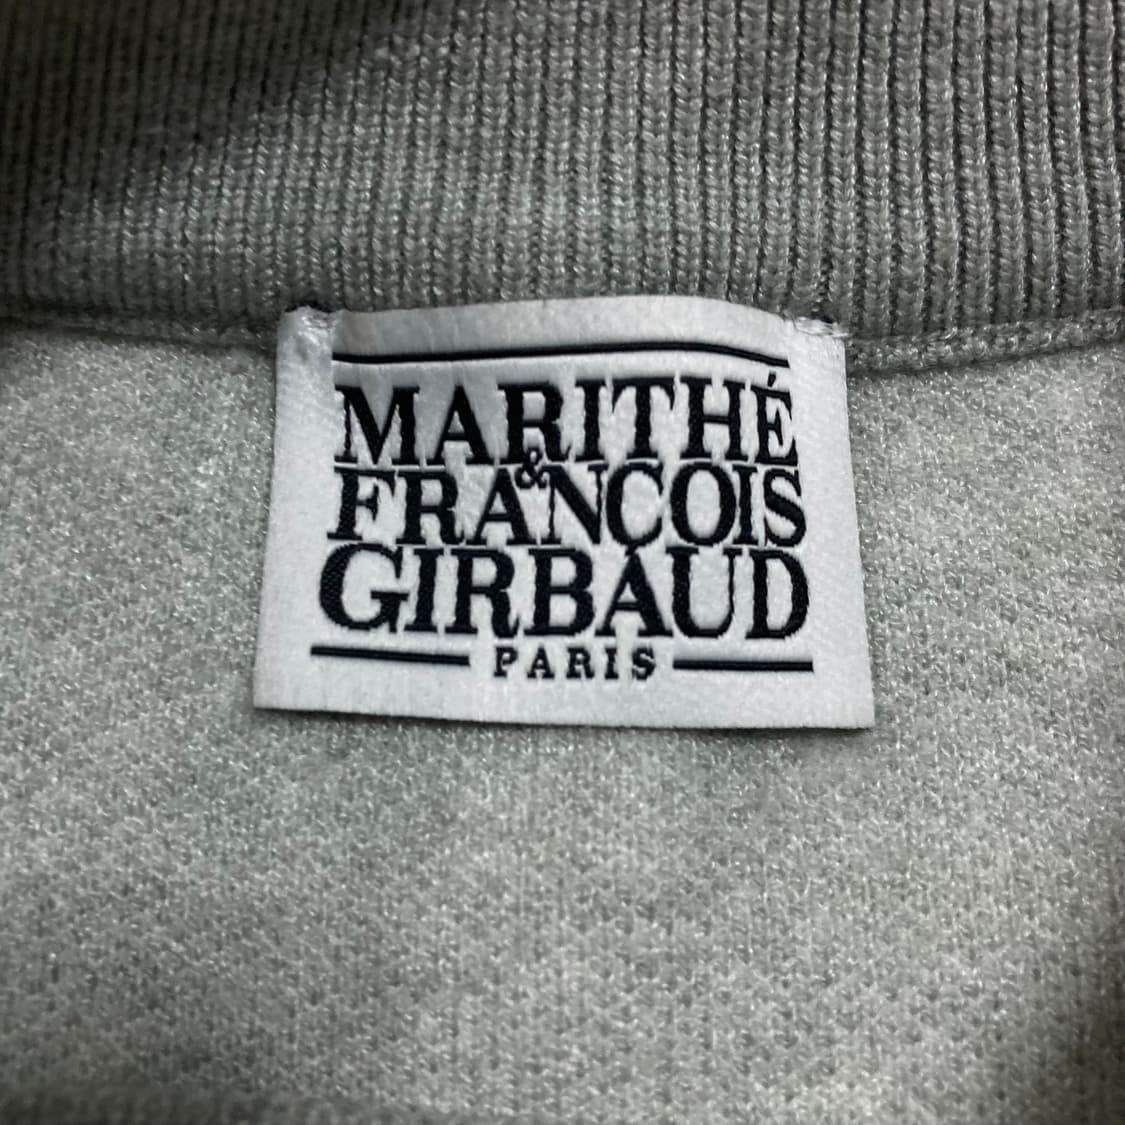 MARITHÉ
&
FRANÇOIS
GIRBAUD
PARIS